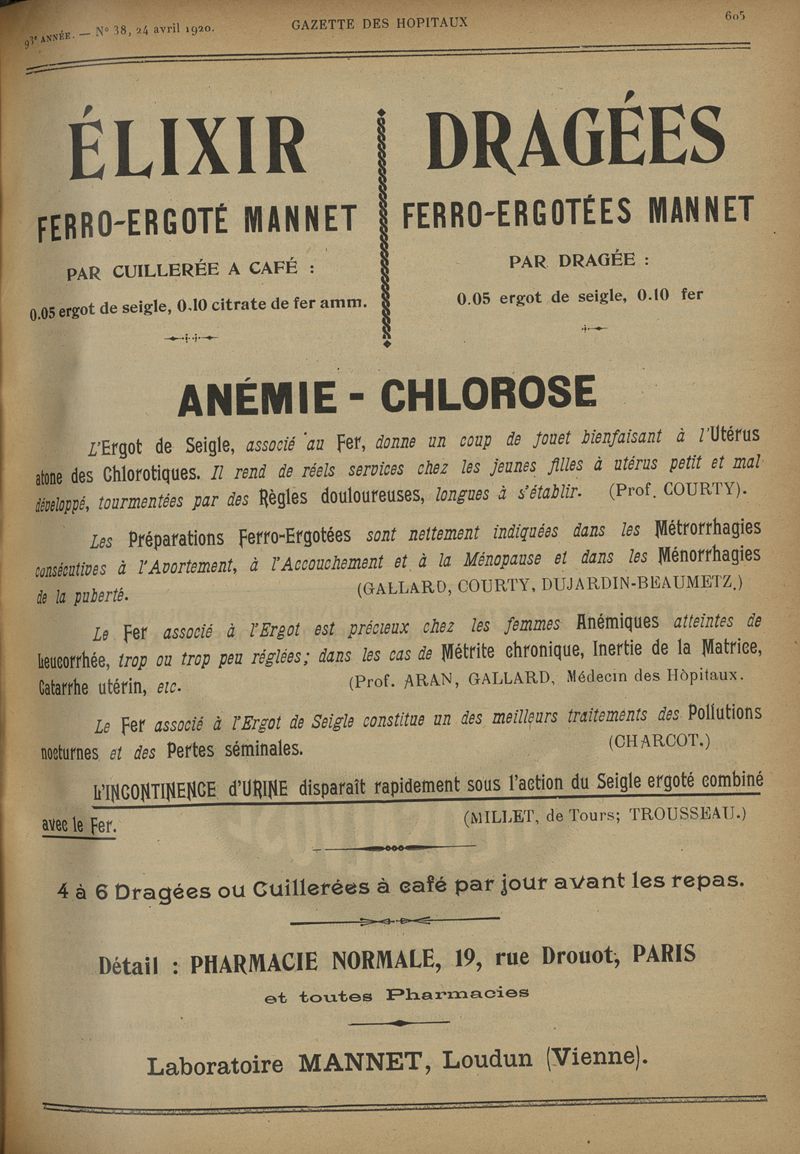 93e ANNÉE. — N° 38, 24 avril 1920.
GAZETTE DES HOPITAUX
605
ÉLIXIR
FERRO-ERGOTÉ MANNET
PAR CUILLERÉE A CAFÉ :
0.05 ergot de seigle, 0.10 citrate de fer amm.
DRAGÉES
FERRO-ERGOTÉES MANNET
PAR DRAGÉE :
0.05 ergot de seigle, 0.10 fer
ANÉMIE - CHLOROSE
L'Ergot de Seigle, associé au Fer, donne un coup de fouet bienfaisant à l'Utérus
atone des Chlorotiques. Il rend de réels services chez les jeunes filles à utérus petit et mal
développé, tourmentées par des Règles douloureuses, longues à s'établir. (Prof. COURTY).
Les Préparations Ferro-Ergotées sont nettement indiquées dans les Métrorrhagies
consécutives à l'Avortement, à l'Accouchement et à la Ménopause et dans les Ménorrhagies
de la puberté. (GALLARD, COURTY, DUJARDIN-BEAUMETZ.)
Le Fer associé à l'Ergot est précieux chez les femmes Anémiques atteintes de
Leucorrhée, trop ou trop peu réglées; dans les cas de Métrite chronique, Inertie de la Matrice,
Catarrhe utérin, etc. (Prof. ARAN, GALLARD, Médecin des Hôpitaux.
Le Fer associé à l'Ergot de Seigle constitue un des meilleurs traitements des Pollutions
nocturnes et des Pertes séminales. (CHARCOT.)
L'INCONTINENCE d'URINE disparaît rapidement sous l'action du Seigle ergoté combiné
avec le Fer. (MILLET, de Tours; TROUSSEAU.)
4 à 6 Dragées ou Cuillerées à café par jour avant les repas.
Détail : PHARMACIE NORMALE, 19, rue Drouot, PARIS
et toutes Pharmacies
Laboratoire MANNET, Loudun (Vienne).